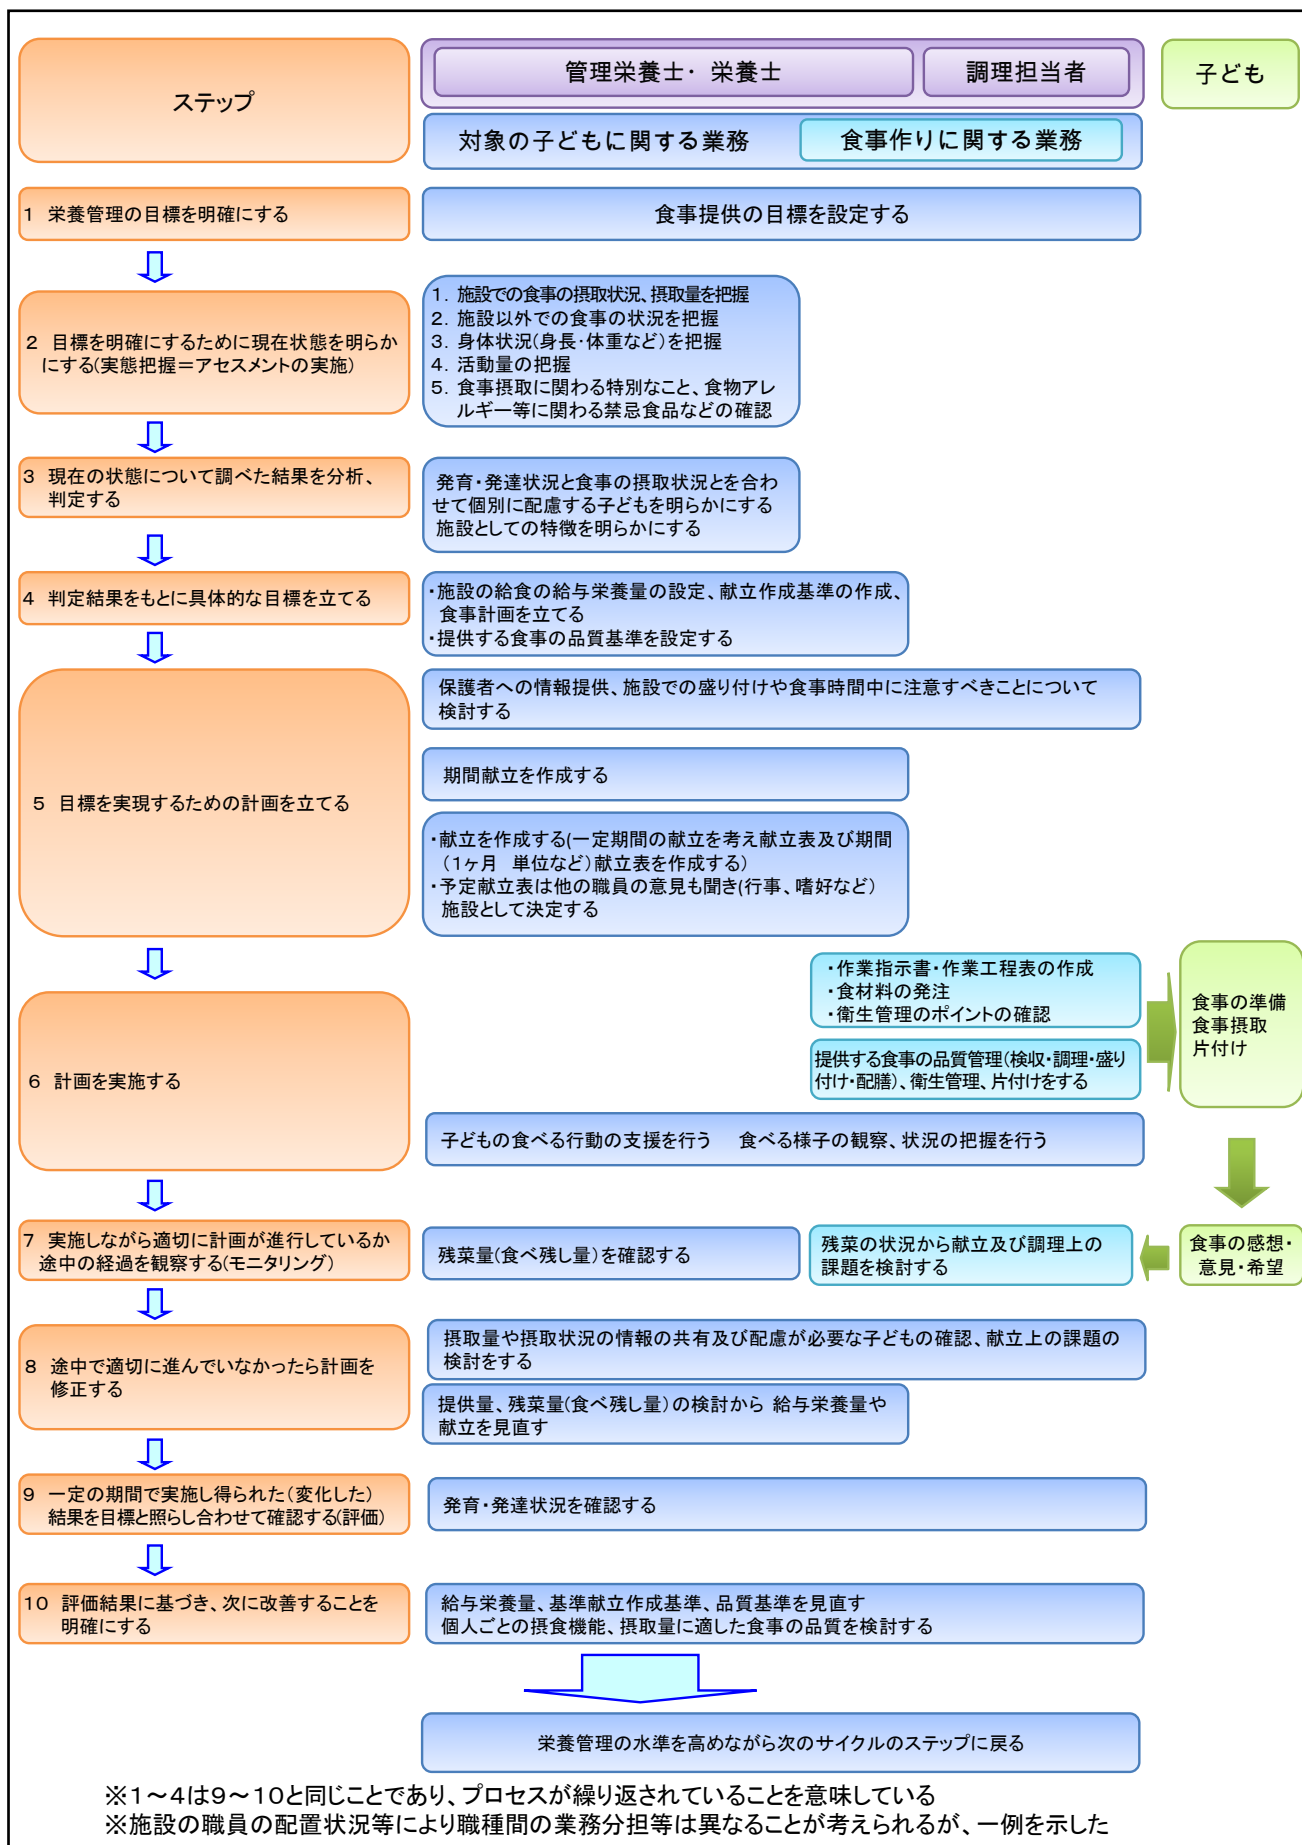 ステップ
管理栄養士・ 栄養士
調理担当者
子ども
対象の子どもに関する業務
食事作りに関する業務
1 栄養管理の目標を明確にする
食事提供の目標を設定する
2 目標を明確にするために現在状態を明らか
にする(実態把握=アセスメントの実施)
1. 施設での食事の摂取状況、摂取量を把握
2. 施設以外での食事の状況を把握
3. 身体状況(身長・体重など)を把握
4. 活動量の把握
5. 食事摂取に関わる特別なこと、食物アレ
ルギー等に関わる禁忌食品などの確認
3 現在の状態について調べた結果を分析、
判定する
発育・発達状況と食事の摂取状況とを合わ
せて個別に配慮する子どもを明らかにする
施設としての特徴を明らかにする
4 判定結果をもとに具体的な目標を立てる
・施設の給食の給与栄養量の設定、献立作成基準の作成、
食事計画を立てる
・提供する食事の品質基準を設定する
5 目標を実現するための計画を立てる
保護者への情報提供、施設での盛り付けや食事時間中に注意すべきことについて
検討する
期間献立を作成する
・献立を作成する(一定期間の献立を考え献立表及び期間
(1ヶ月 単位など)献立表を作成する)
・予定献立表は他の職員の意見も聞き(行事、嗜好など)
施設として決定する
6 計画を実施する
・作業指示書・作業工程表の作成
・食材料の発注
・衛生管理のポイントの確認
提供する食事の品質管理(検収・調理・盛り
付け・配膳)、衛生管理、片付けをする
食事の準備
食事摂取
片付け
子どもの食べる行動の支援を行う 食べる様子の観察、状況の把握を行う
7 実施しながら適切に計画が進行しているか
途中の経過を観察する(モニタリング)
残菜量(食べ残し量)を確認する
残菜の状況から献立及び調理上の
課題を検討する
食事の感想・
意見・希望
8 途中で適切に進んでいなかったら計画を
修正する
摂取量や摂取状況の情報の共有及び配慮が必要な子どもの確認、献立上の課題の
検討をする
提供量、残菜量(食べ残し量)の検討から 給与栄養量や
献立を見直す
9 一定の期間で実施し得られた(変化した)
結果を目標と照らし合わせて確認する(評価)
発育・発達状況を確認する
10 評価結果に基づき、次に改善することを
明確にする
給与栄養量、基準献立作成基準、品質基準を見直す
個人ごとの摂食機能、摂取量に適した食事の品質を検討する
栄養管理の水準を高めながら次のサイクルのステップに戻る
※1～4は9～10と同じことであり、プロセスが繰り返されていることを意味している
※施設の職員の配置状況等により職種間の業務分担等は異なることが考えられるが、一例を示した